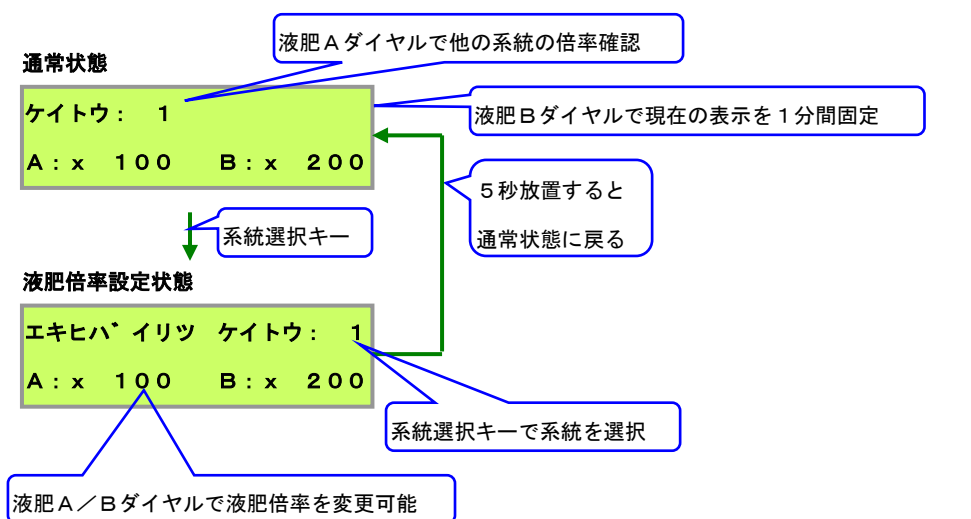 液肥Ａダイヤルで他の系統の倍率確認
通常状態
ケイトウ：　１
液肥Ｂダイヤルで現在の表示を１分間固定
Ａ：ｘ　１００　　Ｂ：ｘ　２００
５秒放置すると
通常状態に戻る
系統選択キー
液肥倍率設定状態
エキヒバイリツ　ケイトウ：　１
Ａ：ｘ　１００　　Ｂ：ｘ　２００
系統選択キーで系統を選択
液肥Ａ／Ｂダイヤルで液肥倍率を変更可能